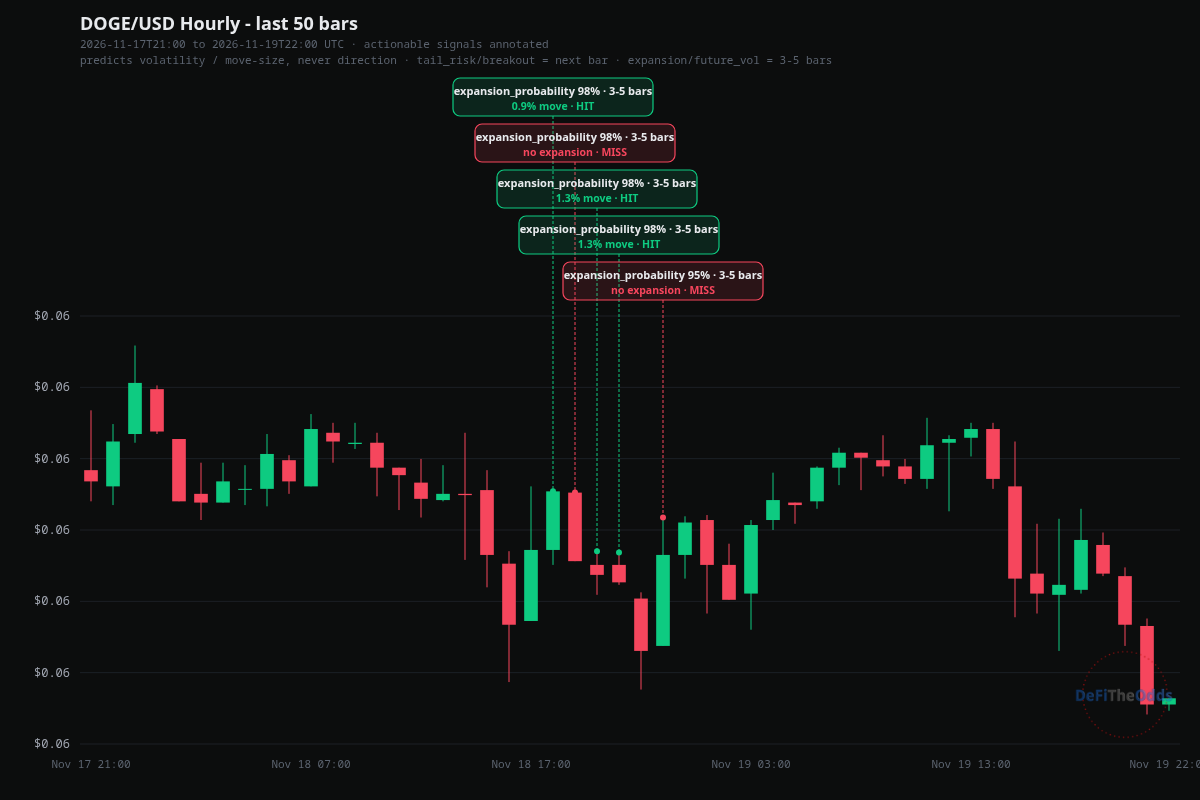 DOGE/USD Hourly - last 50 bars
2026-11-17T21:00 to 2026-11-19T22:00 UTC · actionable signals annotated
predicts volatility / move-size, never direction · tail_risk/breakout = next bar · expansion/future_vol = 3-5 bars
expansion_probability 98% · 3-5 bars
0.9% move · HIT
expansion_probability 98% · 3-5 bars
no expansion · MISS
expansion_probability 98% · 3-5 bars
1.3% move · HIT
expansion_probability 98% · 3-5 bars
1.3% move · HIT
expansion_probability 95% · 3-5 bars
no expansion · MISS
$0.06
$0.06
$0.06
$0.06
$0.06
$0.06
$0.06
DeFiTheOdds
Nov 17 21:00 Nov 18 07:00 Nov 18 17:00 Nov 19 03:00 Nov 19 13:00 Nov 19 22:0